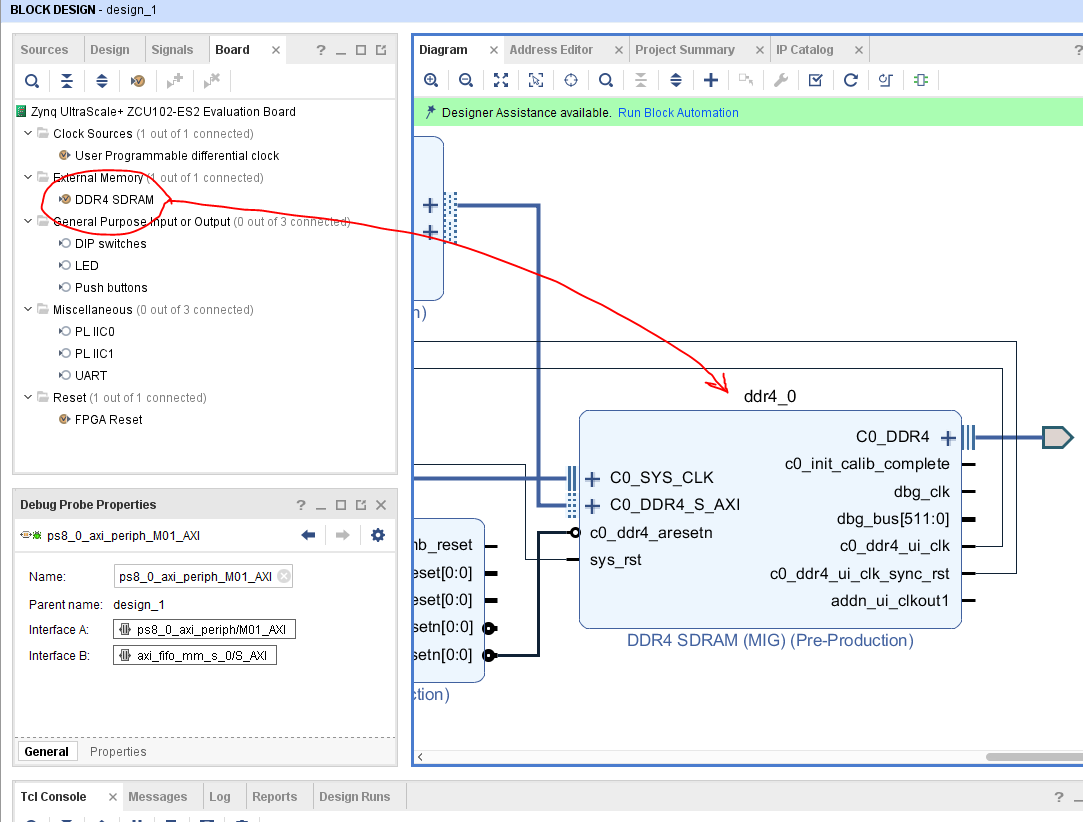 BLOCK DESIGN - design_1
Sources
Design
Signals
Board
Zynq UltraScale+ ZCU102-ES2 Evaluation Board
Clock Sources (1 out of 1 connected)
User Programmable differential clock
External Memory (1 out of 1 connected)
DDR4 SDRAM
General Purpose Input or Output (0 out of 3 connected)
DIP switches
LED
Push buttons
Miscellaneous (0 out of 3 connected)
PL IIC0
PL IIC1
UART
Reset (1 out of 1 connected)
FPGA Reset
Debug Probe Properties
ps8_0_axi_periph_M01_AXI
Name: ps8_0_axi_periph_M01_AXI
Parent name: design_1
Interface A: ps8_0_axi_periph/M01_AXI
Interface B: axi_fifo_mm_s_0/S_AXI
General
Properties
Diagram
Address Editor
Project Summary
IP Catalog
Designer Assistance available. Run Block Automation
ddr4_0
C0_DDR4
c0_init_calib_complete
C0_SYS_CLK
dbg_clk
C0_DDR4_S_AXI
dbg_bus[511:0]
c0_ddr4_aresetn
c0_ddr4_ui_clk
sys_rst
c0_ddr4_ui_clk_sync_rst
addn_ui_clkout1
DDR4 SDRAM (MIG) (Pre-Production)
_reset
eset[0:0]
eset[0:0]
setn[0:0]
setn[0:0]
ction)
Tcl Console
Messages
Log
Reports
Design Runs